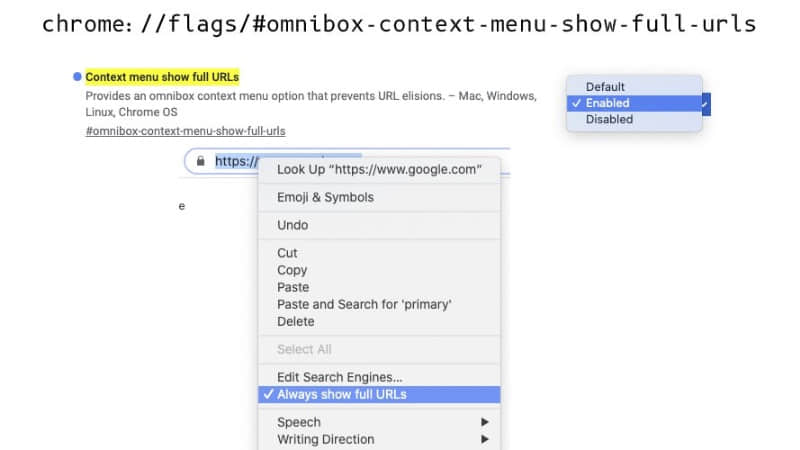 chrome://flags/#omnibox-context-menu-show-full-urls
Context menu show full URLs
Provides an omnibox context menu option that prevents URL elisions. – Mac, Windows,
Linux, Chrome OS
#omnibox-context-menu-show-full-urls
Default
✓ Enabled
Disabled
https://
e
Look Up “https://www.google.com”
Emoji & Symbols
Undo
Cut
Copy
Paste
Paste and Search for 'primary'
Delete
Select All
Edit Search Engines...
✓ Always show full URLs
Speech
Writing Direction